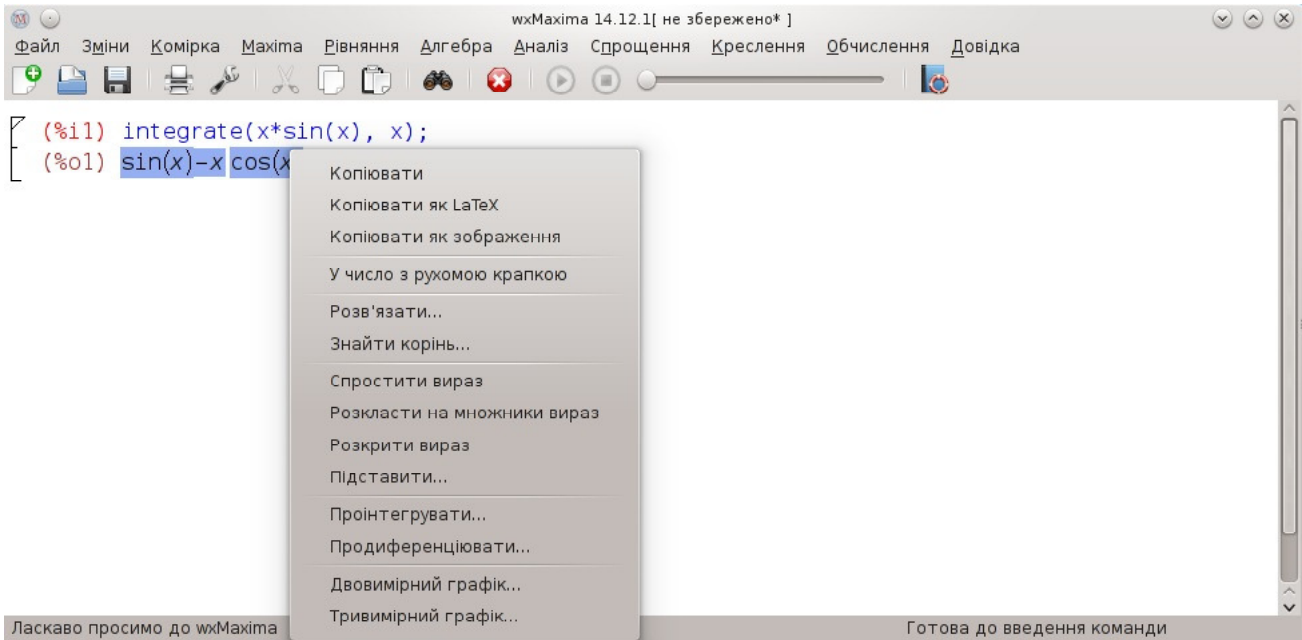 wxMaxima 14.12.1[ не збережено* ]
Файл Зміни Комірка Maxima Рівняння Алгебра Аналіз Спрощення Креслення Обчислення Довідка
(%i1) integrate(x*sin(x), x);
(%o1) sin(x)-x cos(x
Копіювати
Копіювати як LaTeX
Копіювати як зображення
У число з рухомою крапкою
Розв'язати...
Знайти корінь...
Спростити вираз
Розкласти на множники вираз
Розкрити вираз
Підставити...
Проінтегрувати...
Продиференціювати...
Двовимірний графік...
Тривимірний графік...
Ласкаво просимо до wxMaxima Готова до введення команди